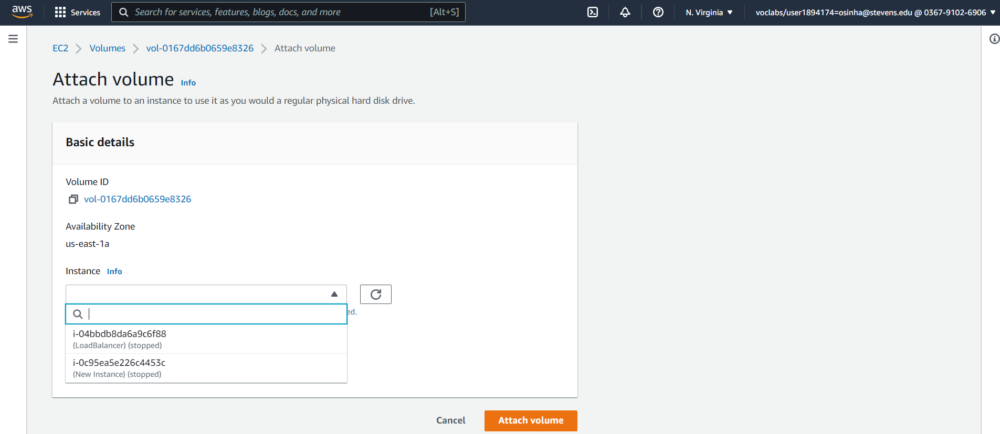 aws
Services
Search for services, features, blogs, docs, and more [Alt+S]
N. Virginia
voclabs/user1894174=osinha@stevens.edu @ 0367-9102-6906
EC2 Volumes vol-0167dd6b0659e8326 Attach volume
Attach volume Info
Attach a volume to an instance to use it as you would a regular physical hard disk drive.
Basic details
Volume ID
vol-0167dd6b0659e8326
Availability Zone
us-east-1a
Instance Info
ed.
i-04bbdb8da6a9c6f88
(LoadBalancer) (stopped)
i-0c95ea5e226c4453c
(New Instance) (stopped)
Cancel
Attach volume